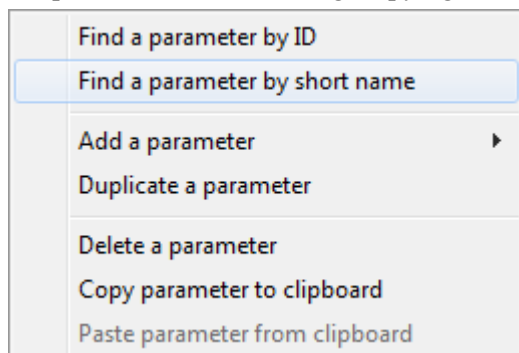 Find a parameter by ID
Find a parameter by short name
Add a parameter
Duplicate a parameter
Delete a parameter
Copy parameter to clipboard
Paste parameter from clipboard